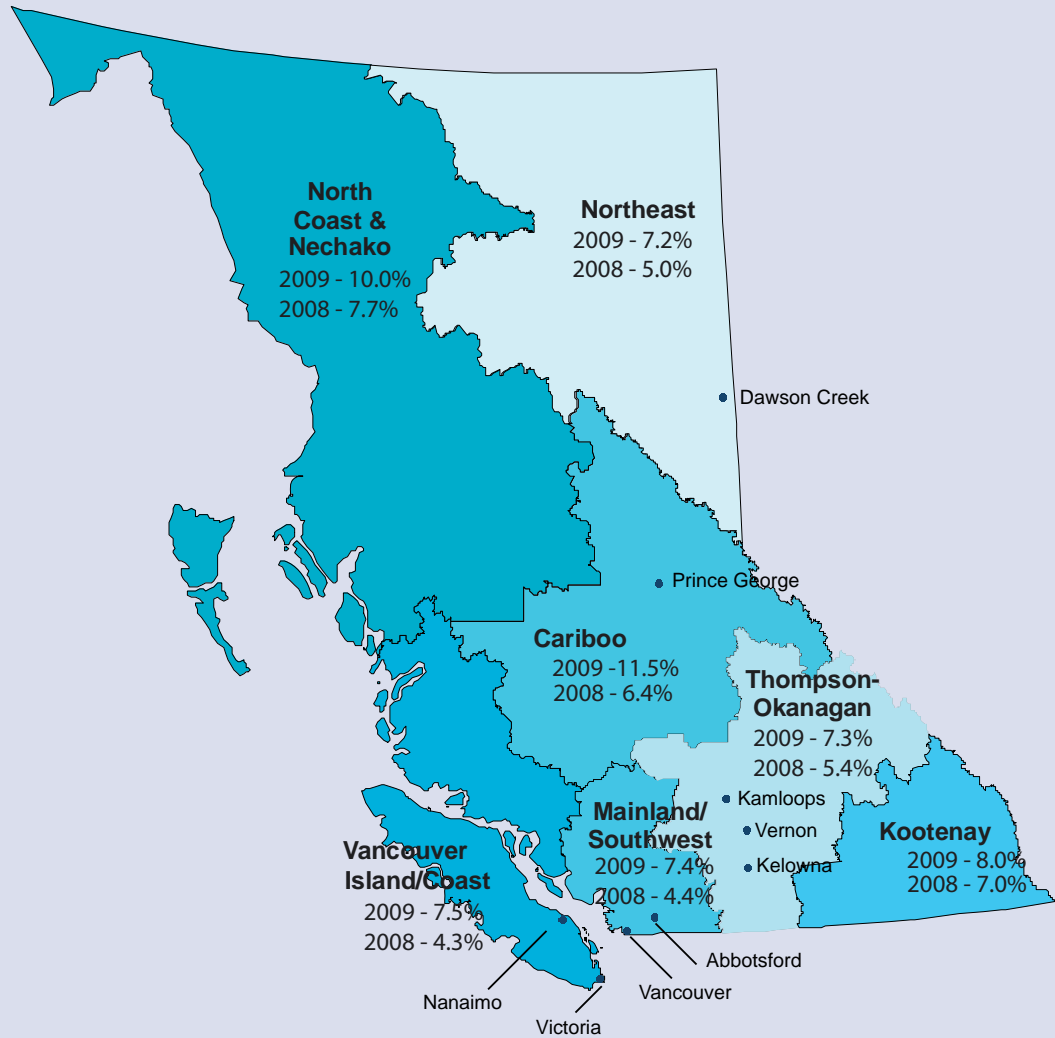 North
Coast &
Nechako
2009 - 10.0%
2008 - 7.7%
Northeast
2009 - 7.2%
2008 - 5.0%
Dawson Creek
Prince George
Cariboo
2009 -11.5%
2008 - 6.4%
Thompson-
Okanagan
2009 - 7.3%
2008 - 5.4%
Kamloops
Vernon
Kelowna
Mainland/
Southwest
2009 - 7.4%
2008 - 4.4%
Kootenay
2009 - 8.0%
2008 - 7.0%
Vancouver
Island/Coast
2009 - 7.5%
2008 - 4.3%
Abbotsford
Vancouver
Nanaimo
Victoria